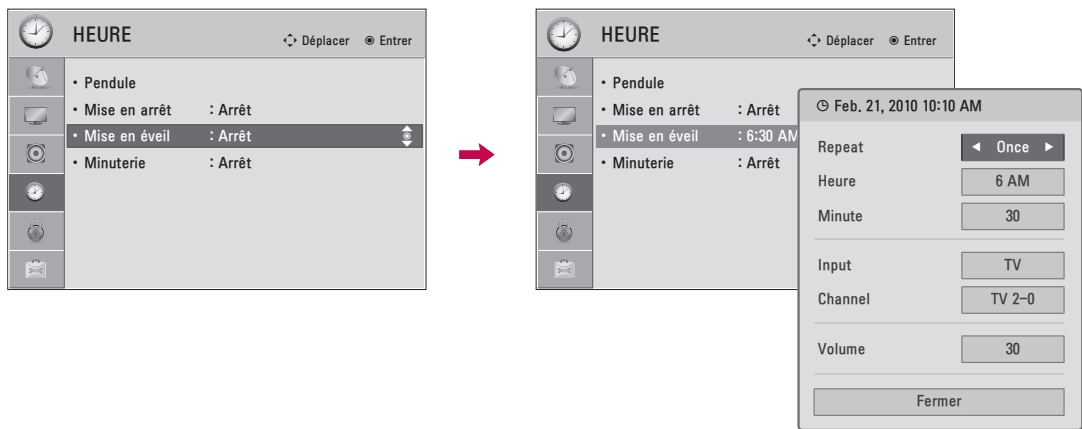 HEURE
Déplacer Entrer
• Pendule
• Mise en arrêt : Arrêt
• Mise en éveil : Arrêt
• Minuterie : Arrêt
HEURE
Déplacer Entrer
• Pendule
• Mise en arrêt : Arrêt
• Mise en éveil : 6:30 AM
• Minuterie : Arrêt
Feb. 21, 2010 10:10 AM
Repeat ◄ Once ►
Heure 6 AM
Minute 30
Input TV
Channel TV 2-0
Volume 30
Fermer